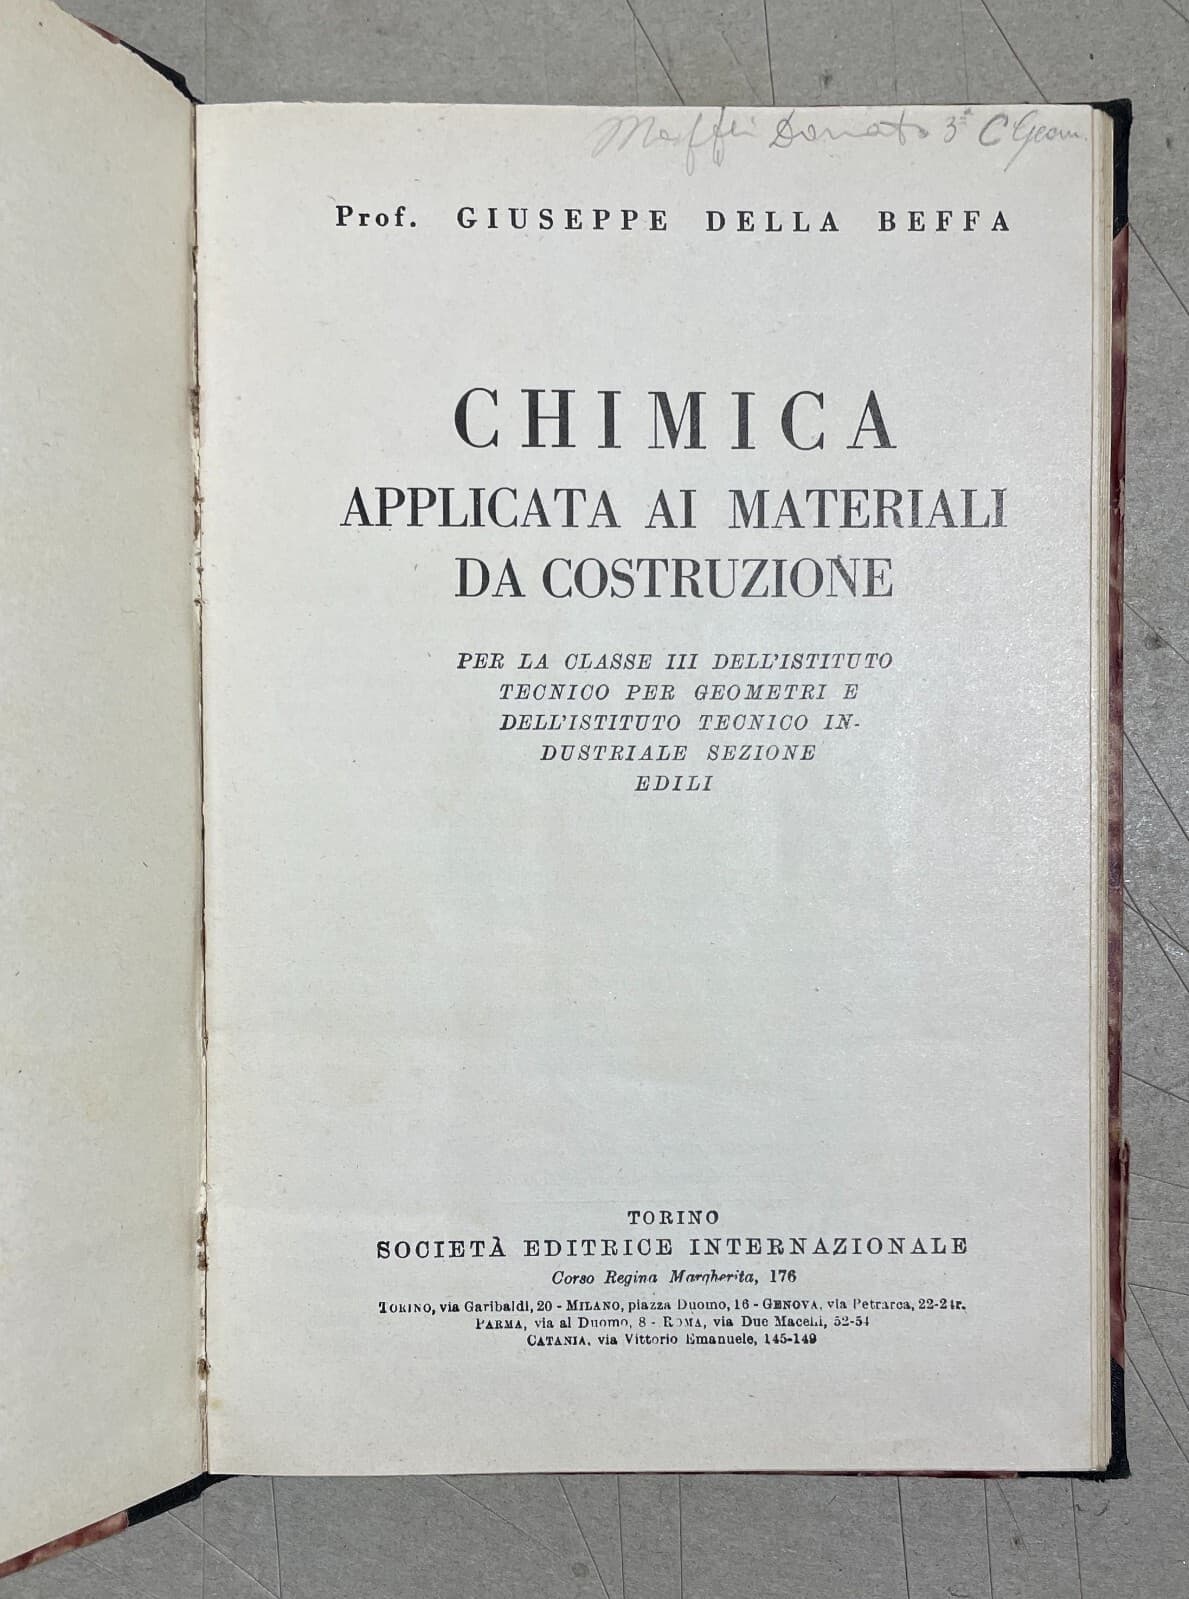 Donato 3ª C Geom.
Prof. GIUSEPPE DELLA BEFFA
CHIMICA
APPLICATA AI MATERIALI
DA COSTRUZIONE
PER LA CLASSE III DELL'ISTITUTO
TECNICO PER GEOMETRI E
DELL'ISTITUTO TECNICO IN-
DUSTRIALE SEZIONE
EDILI
TORINO
SOCIETÀ EDITRICE INTERNAZIONALE
Corso Regina Margherita, 176
TORINO, via Garibaldi, 20 - MILANO, piazza Duomo, 16 - GENOVA, via Petrarca, 22-24r.
PARMA, via al Duomo, 8 - ROMA, via Due Macelli, 52-54
CATANIA, via Vittorio Emanuele, 145-149